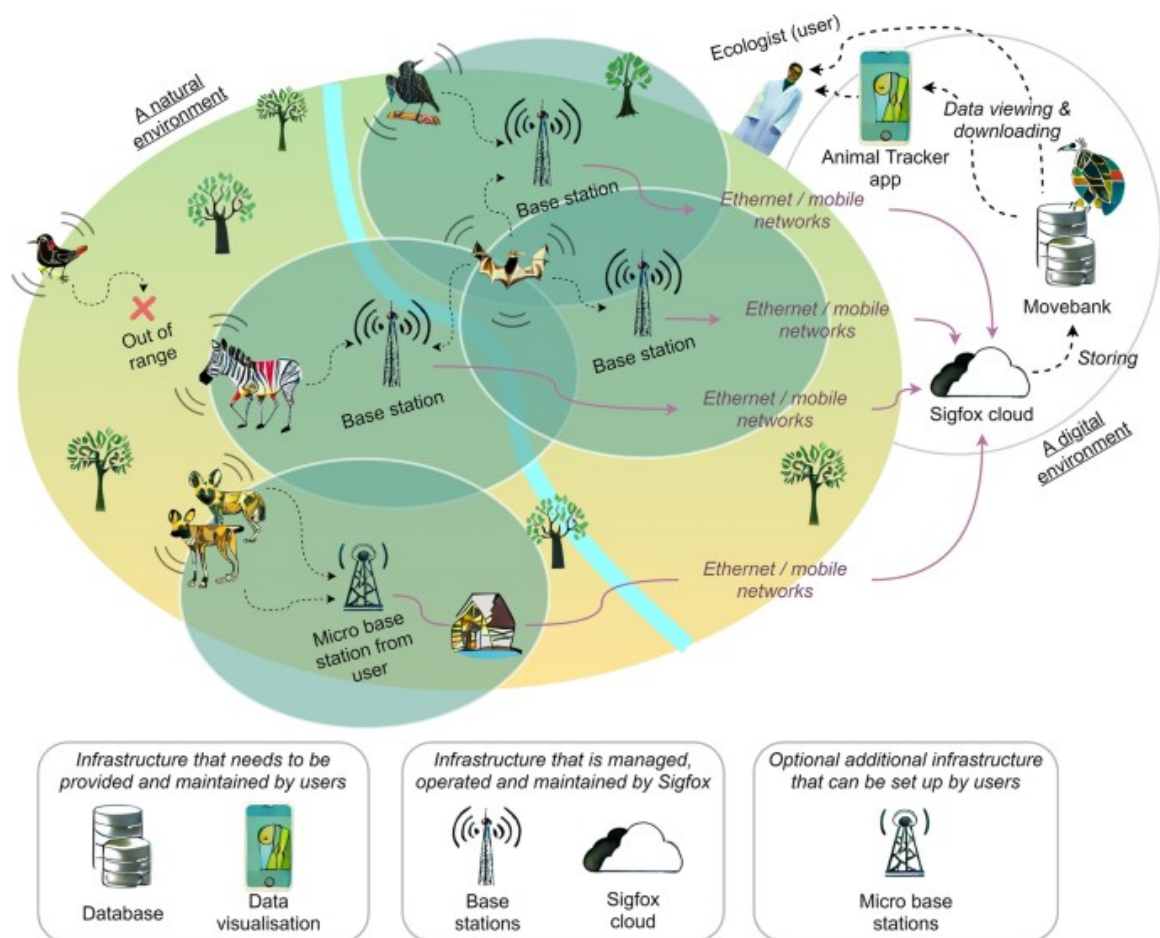 A natural
environment
Ecologist (user)
Data viewing &
downloading
Animal Tracker
app
Base station
Ethernet / mobile
networks
Out of
range
Base station
Ethernet / mobile
networks
Movebank
Storing
Base station
Ethernet / mobile
networks
Sigfox cloud
A digital
environment
Micro base
station from
user
Ethernet / mobile
networks
Infrastructure that needs to be
provided and maintained by users
Database
Data
visualisation
Infrastructure that is managed,
operated and maintained by Sigfox
Base
stations
Sigfox
cloud
Optional additional infrastructure
that can be set up by users
Micro base
stations